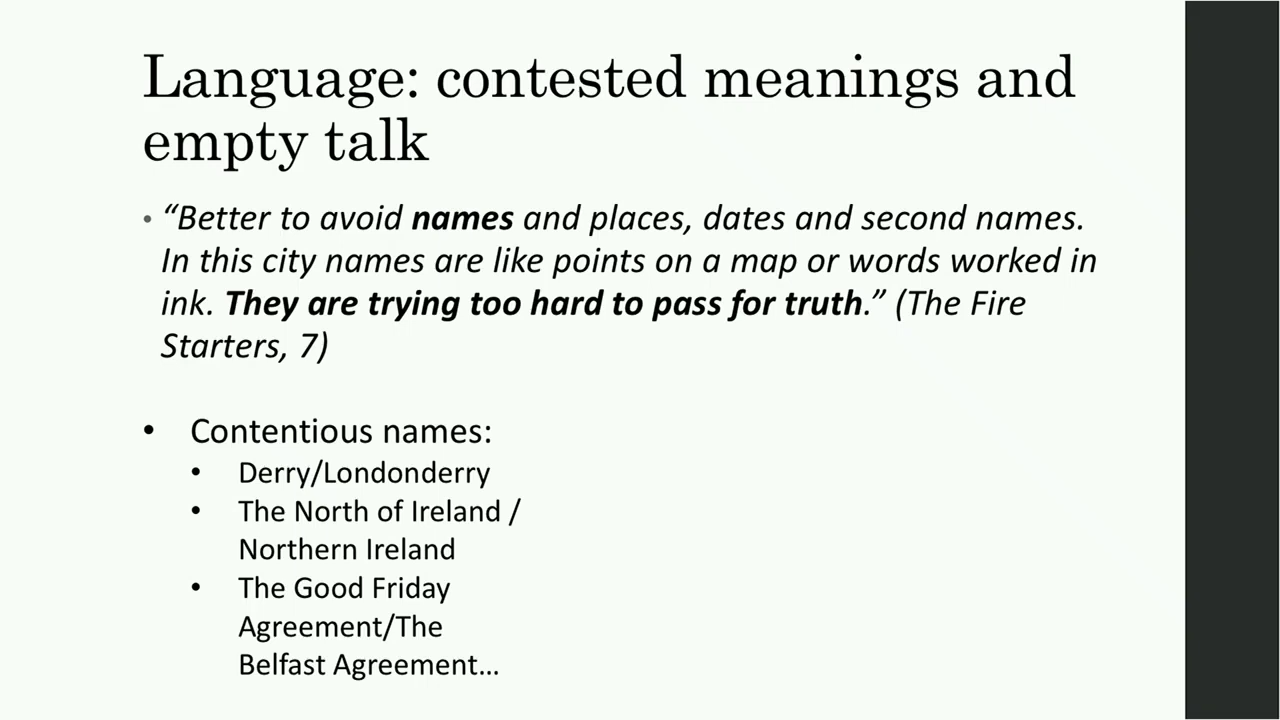 Language: contested meanings and
empty talk
• “Better to avoid names and places, dates and second names.
In this city names are like points on a map or words worked in
ink. They are trying too hard to pass for truth.” (The Fire
Starters, 7)
• Contentious names:
• Derry/Londonderry
• The North of Ireland /
Northern Ireland
• The Good Friday
Agreement/The
Belfast Agreement…